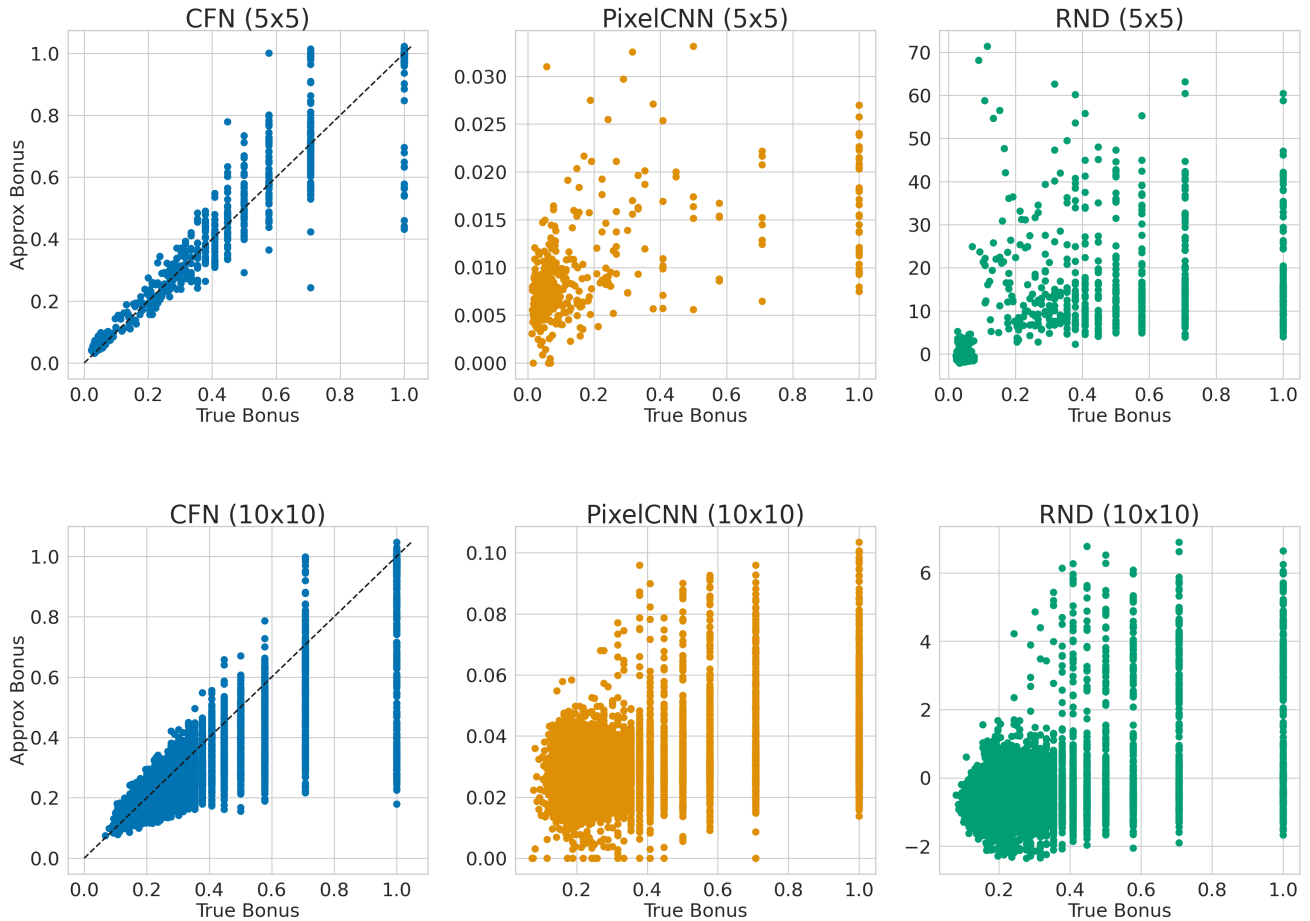 CFN (5x5)
PixelCNN (5x5)
RND (5x5)
Approx Bonus
1.0
0.8
0.6
0.4
0.2
0.0
0.0 0.2 0.4 0.6 0.8 1.0
True Bonus
0.030
0.025
0.020
0.015
0.010
0.005
0.000
0.0 0.2 0.4 0.6 0.8 1.0
True Bonus
70
60
50
40
30
20
10
0
0.0 0.2 0.4 0.6 0.8 1.0
True Bonus
CFN (10x10)
PixelCNN (10x10)
RND (10x10)
Approx Bonus
1.0
0.8
0.6
0.4
0.2
0.0
0.0 0.2 0.4 0.6 0.8 1.0
True Bonus
0.10
0.08
0.06
0.04
0.02
0.00
0.2 0.4 0.6 0.8 1.0
True Bonus
6
4
2
0
−2
0.2 0.4 0.6 0.8 1.0
True Bonus